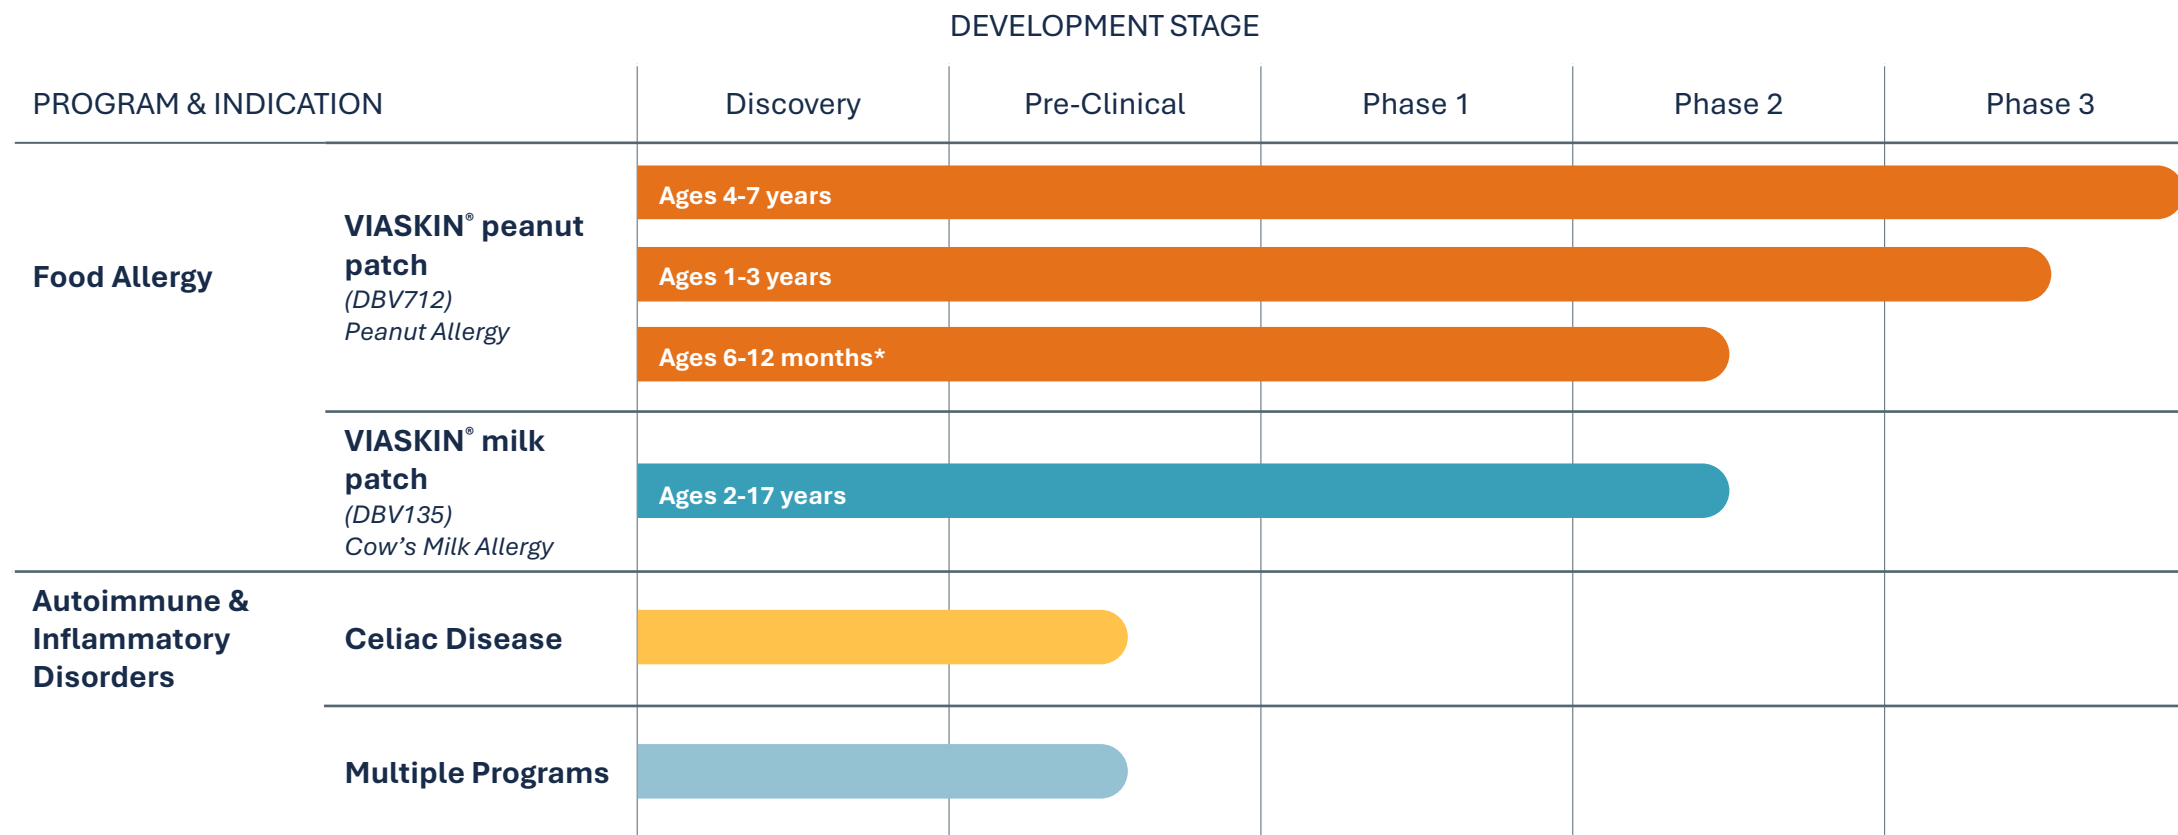 DEVELOPMENT STAGE
PROGRAM & INDICATION
Discovery
Pre-Clinical
Phase 1
Phase 2
Phase 3
Food Allergy
VIASKIN® peanut
patch
(DBV712)
Peanut Allergy
Ages 4-7 years
Ages 1-3 years
Ages 6-12 months*
VIASKIN® milk
patch
(DBV135)
Cow’s Milk Allergy
Ages 2-17 years
Autoimmune &
Inflammatory
Disorders
Celiac Disease
Multiple Programs